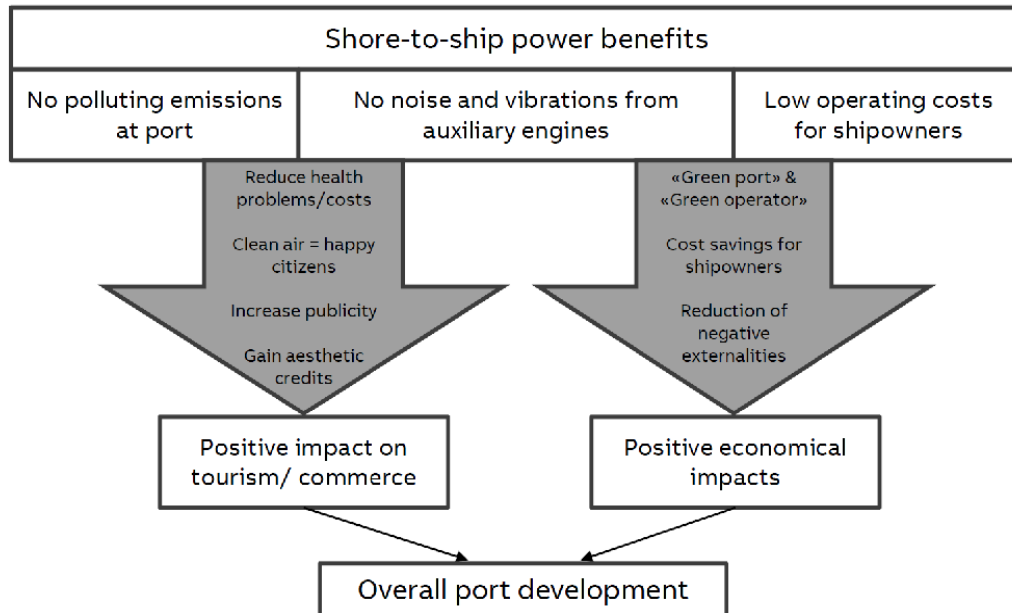 Shore-to-ship power benefits
No polluting emissions
at port
No noise and vibrations from
auxiliary engines
Low operating costs
for shipowners
Reduce health
problems/costs
Clean air = happy
citizens
Increase publicity
Gain aesthetic
credits
«Green port» &
«Green operator»
Cost savings for
shipowners
Reduction of
negative
externalities
Positive impact on
tourism/ commerce
Positive economical
impacts
Overall port development